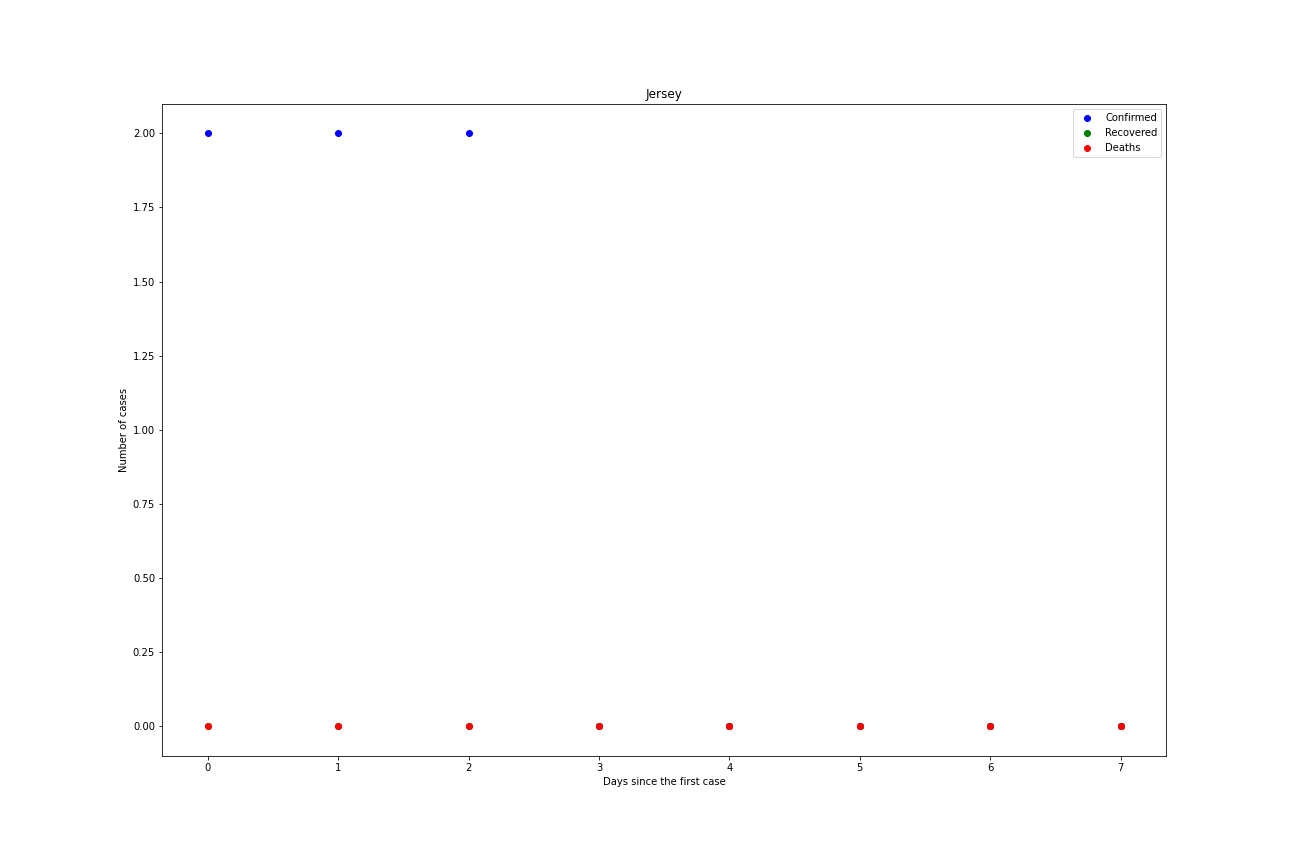 Jersey
Confirmed
Recovered
Deaths
2.00
1.75
1.50
1.25
1.00
0.75
0.50
0.25
0.00
Number of cases
0 1 2 3 4 5 6 7
Days since the first case